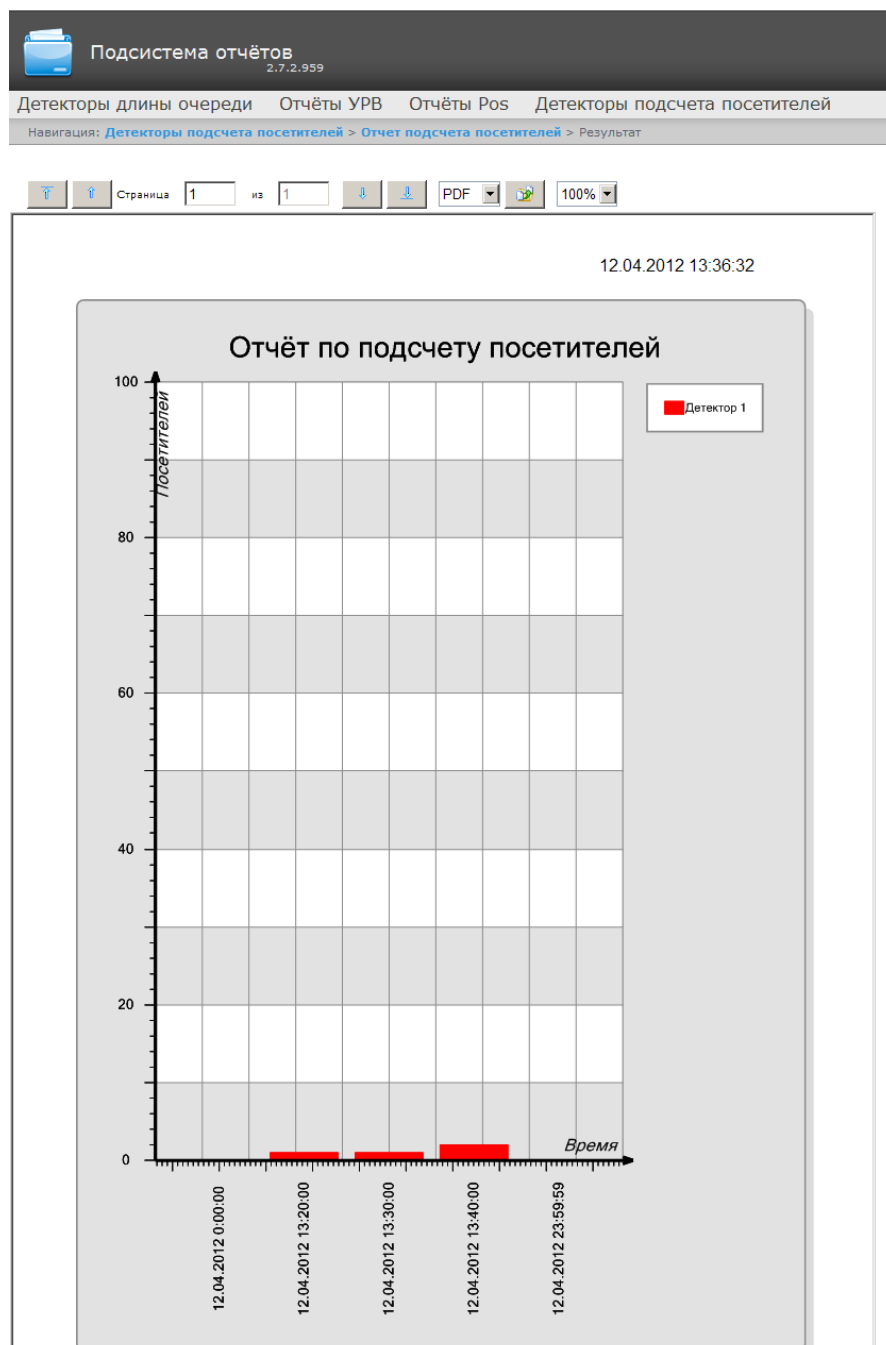 Подсистема отчётов
2.7.2.959
Детекторы длины очереди Отчёты УРВ Отчёты Pos Детекторы подсчета посетителей
Навигация: Детекторы подсчета посетителей > Отчет подсчета посетителей > Результат
Страница 1 из 1 PDF 100%
12.04.2012 13:36:32
Отчёт по подсчету посетителей
100
Посетителей
Детектор 1
80
60
40
20
0
Время
12.04.2012 0:00:00
12.04.2012 13:20:00
12.04.2012 13:30:00
12.04.2012 13:40:00
12.04.2012 23:59:59